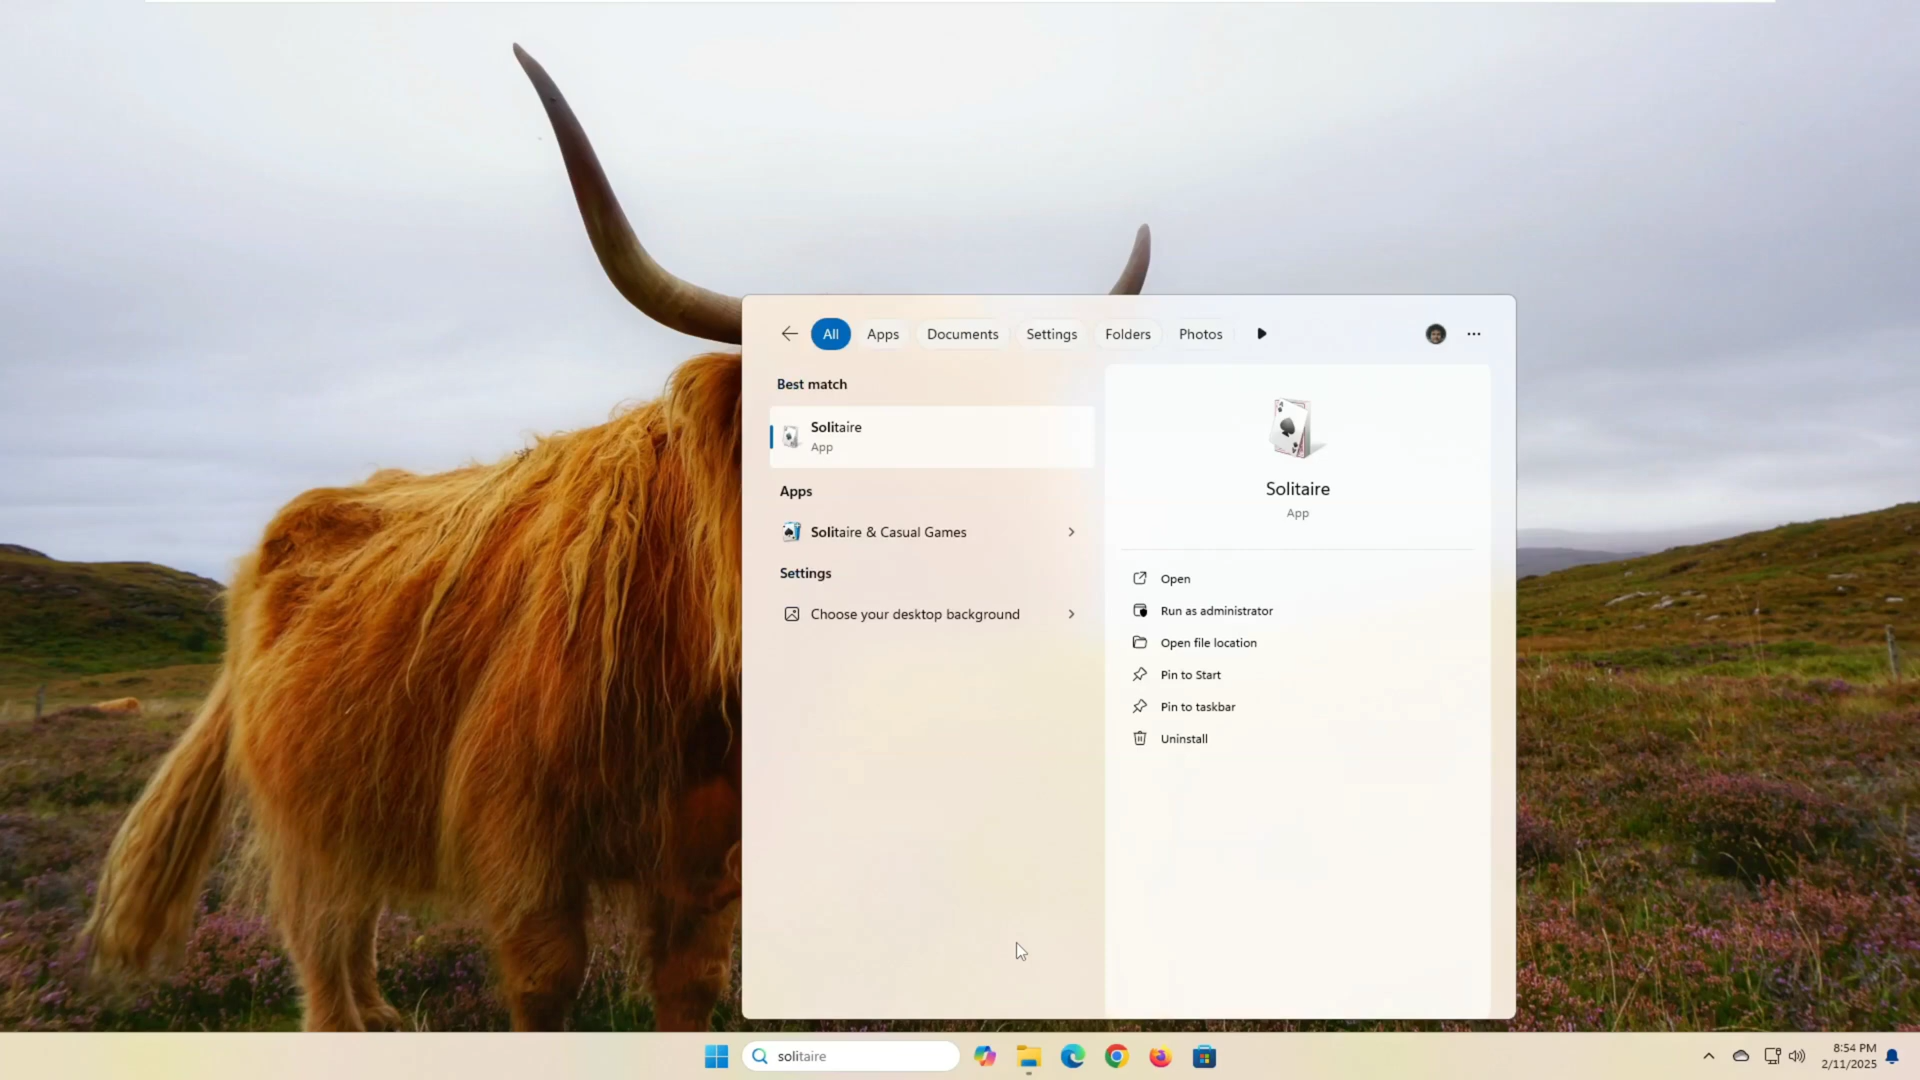 All
Apps
Documents
Settings
Folders
Photos
Best match
Solitaire
App
Apps
Solitaire & Casual Games
Settings
Choose your desktop background
Solitaire
App
Open
Run as administrator
Open file location
Pin to Start
Pin to taskbar
Uninstall
solitaire
8:54 PM
2/11/2025